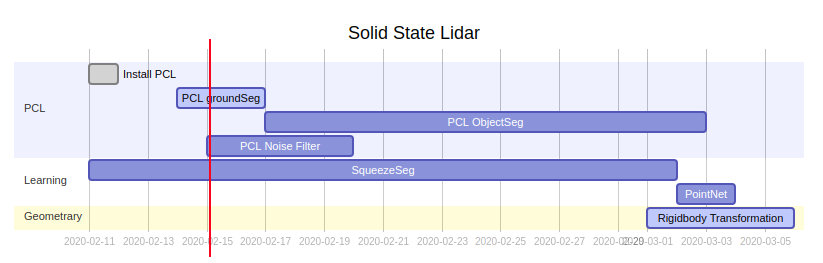 Solid State Lidar
Install PCL
PCL groundSeg
PCL
PCL ObjectSeg
PCL Noise Filter
SqueezeSeg
Learning
PointNet
Geometrary
Rigidbody Transformation
2020-02-11 2020-02-13 2020-02-15 2020-02-17 2020-02-19 2020-02-21 2020-02-23 2020-02-25 2020-02-27 2020-02-29 2020-03-01 2020-03-03 2020-03-05